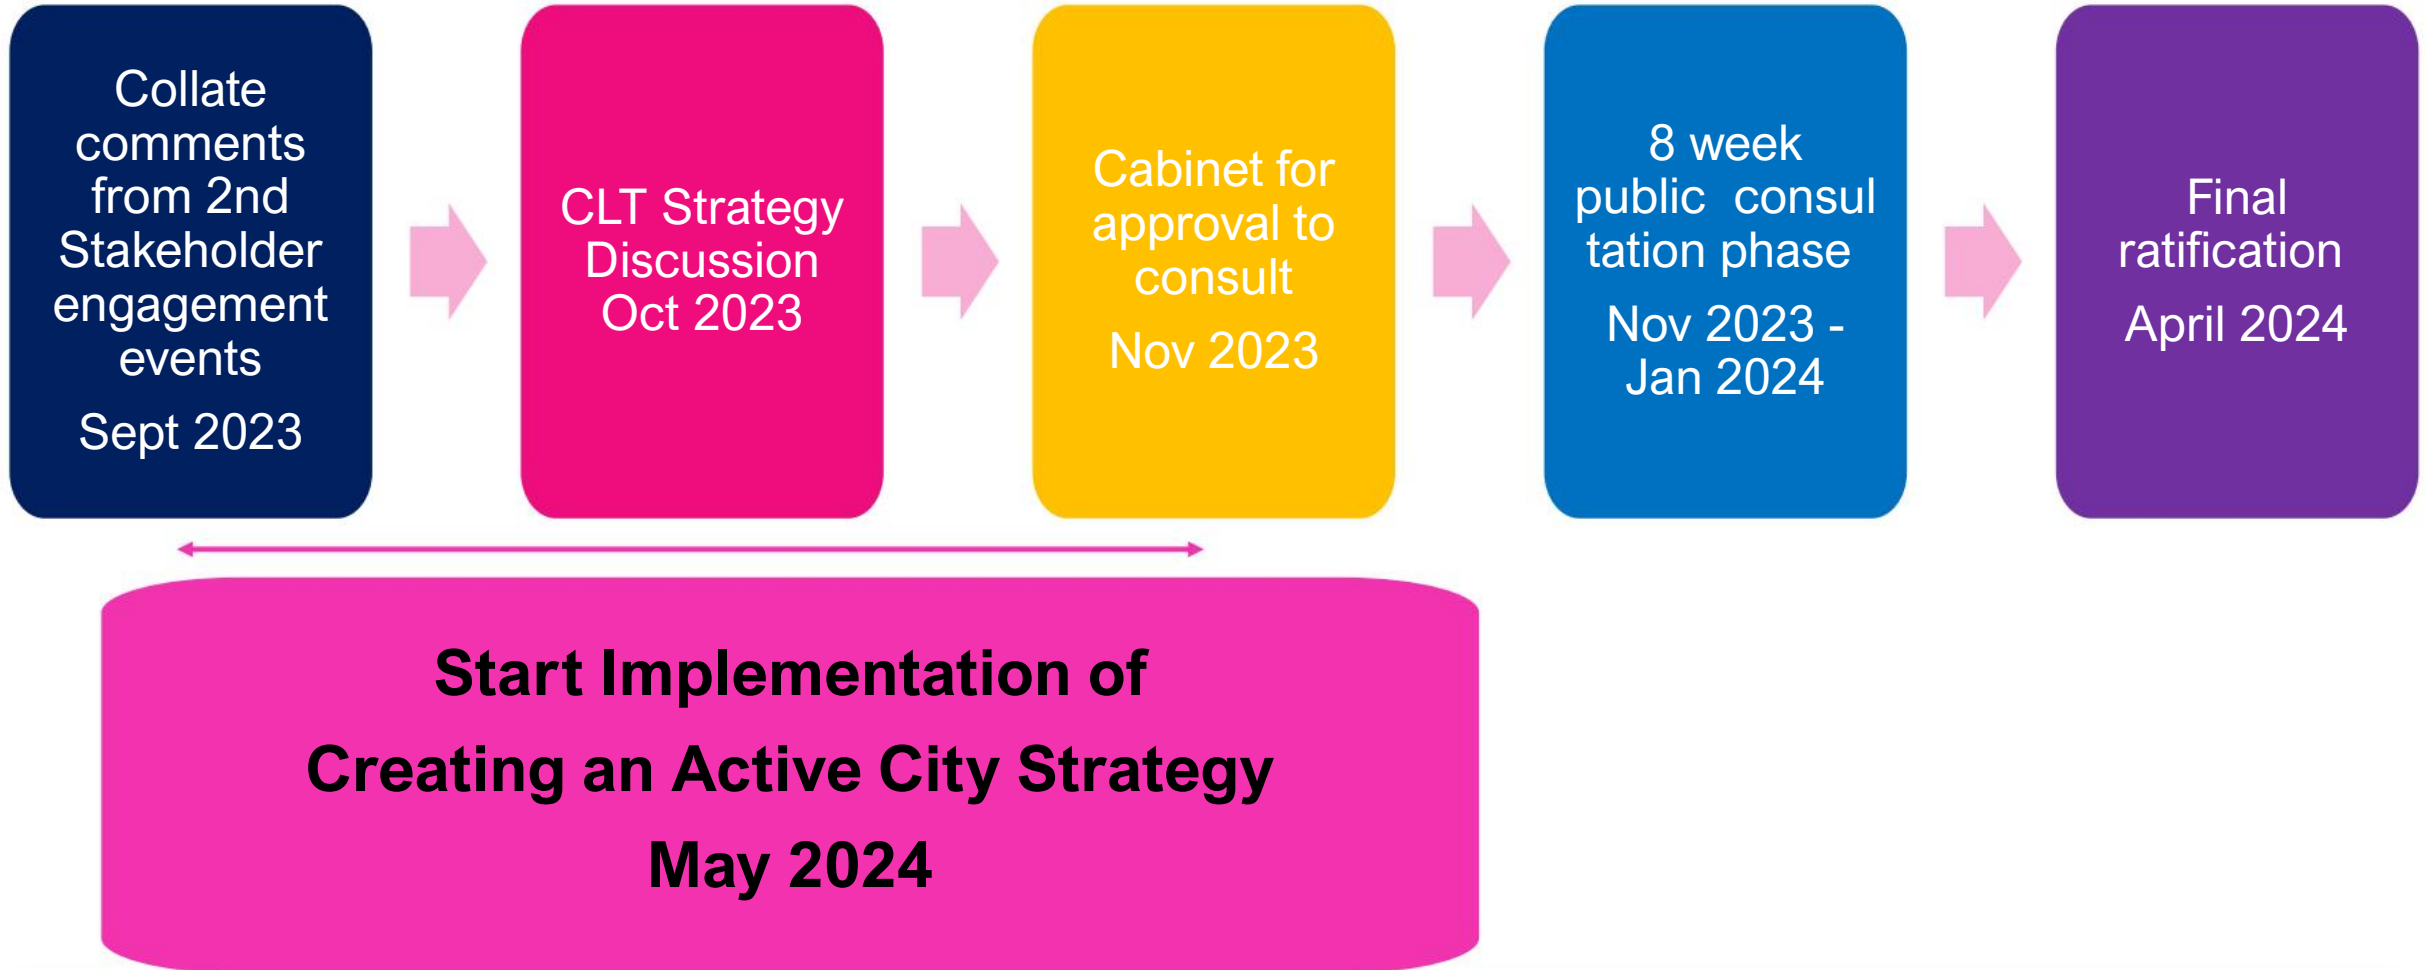 Collate
comments
from 2nd
Stakeholder
engagement
events
Sept 2023
CLT Strategy
Discussion
Oct 2023
Cabinet for
approval to
consult
Nov 2023
8 week
public  consul
tation phase
Nov 2023 -
Jan 2024
Final
ratification
April 2024
Start Implementation of
Creating an Active City Strategy
May 2024